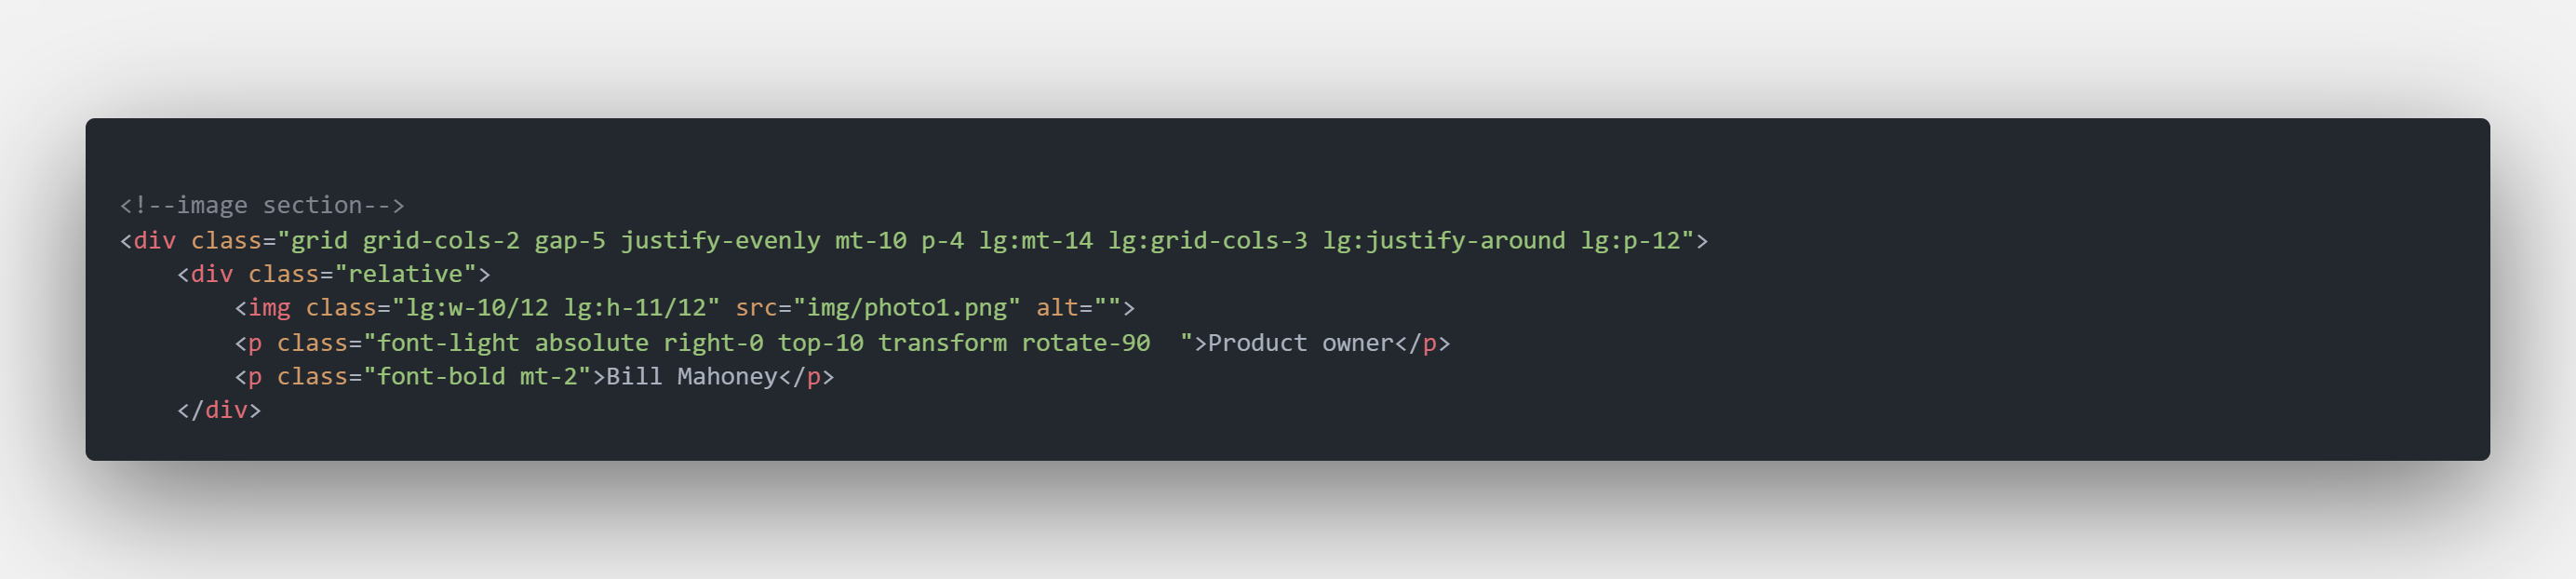 <!--image section-->
<div class="grid grid-cols-2 gap-5 justify-evenly mt-10 p-4 lg:mt-14 lg:grid-cols-3 lg:justify-around lg:p-12">
    <div class="relative">
        <img class="lg:w-10/12 lg:h-11/12" src="img/photo1.png" alt="">
        <p class="font-light absolute right-0 top-10 transform rotate-90  ">Product owner</p>
        <p class="font-bold mt-2">Bill Mahoney</p>
    </div>